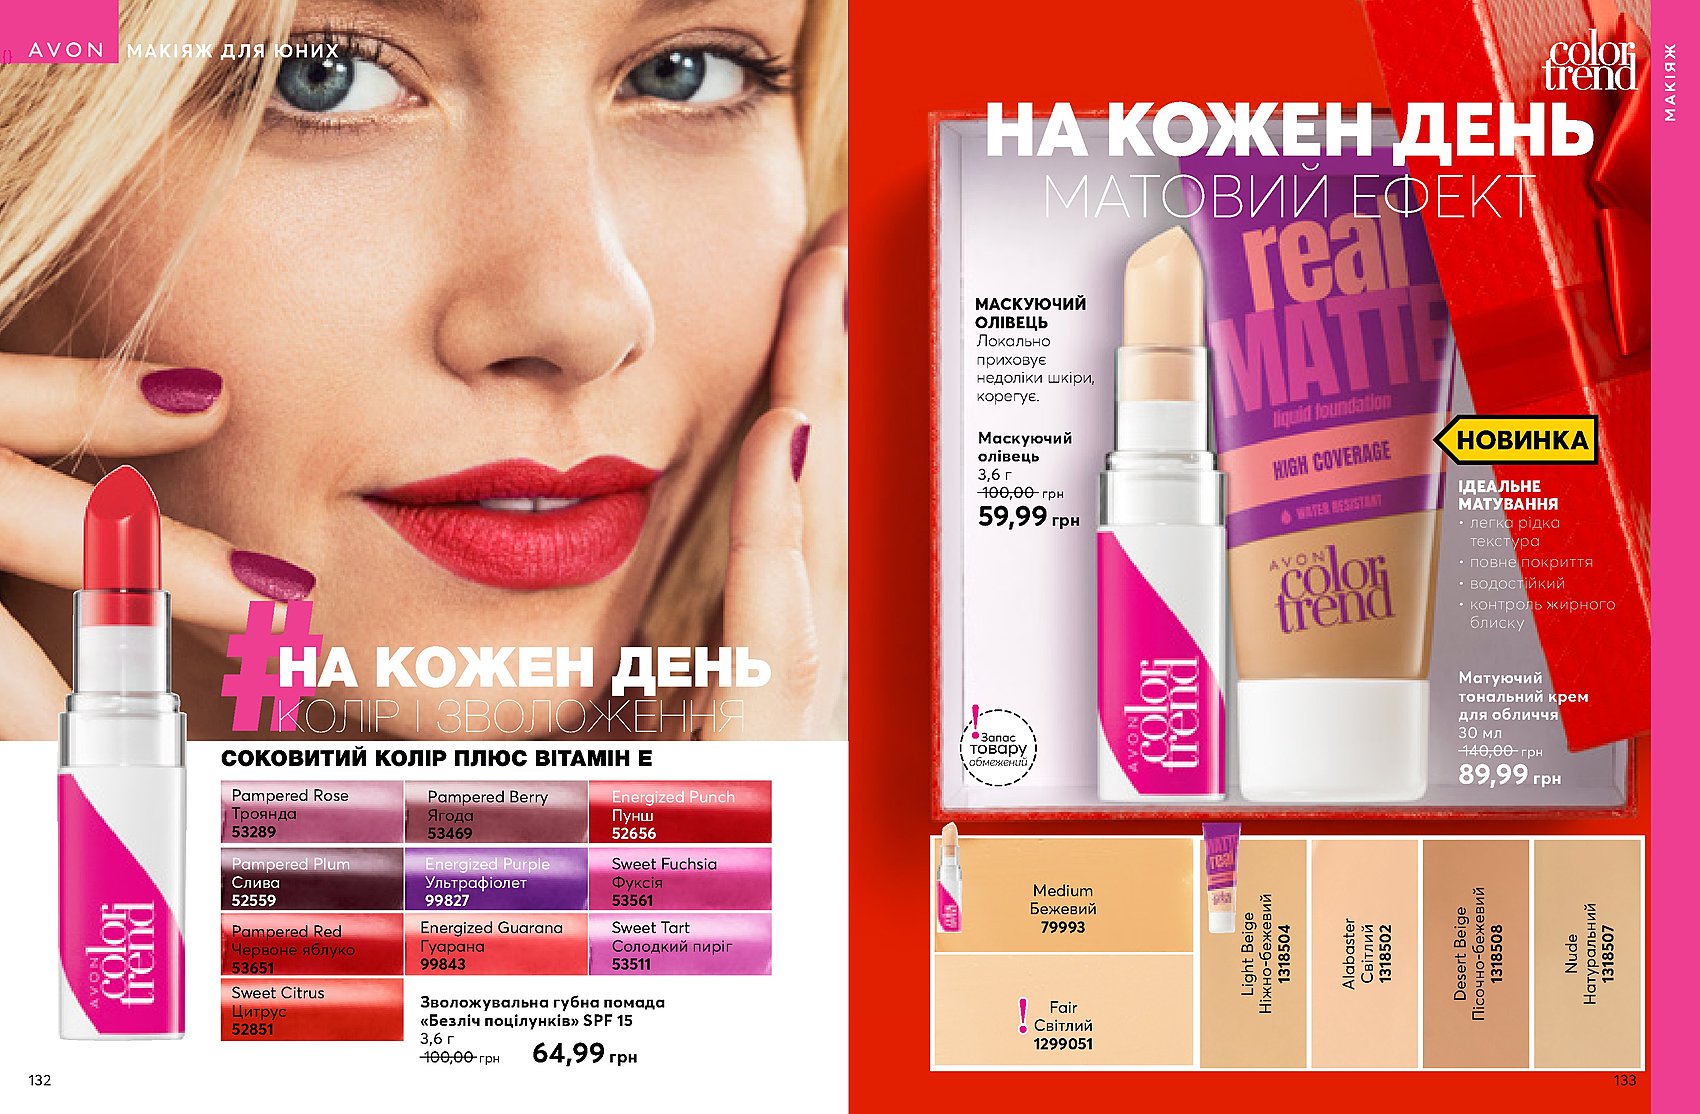 AVON МАКІЯЖ ДЛЯ ЮНИХ
#НА КОЖЕН ДЕНЬ
КОЛІР І ЗВОЛОЖЕННЯ
СОКОВИТИЙ КОЛІР ПЛЮС ВІТАМІН Е
Pampered Rose
Троянда
53289
Pampered Berry
Ягода
53469
Energized Punch
Пунш
52656
Pampered Plum
Слива
52559
Energized Purple
Ультрафіолет
99827
Sweet Fuchsia
Фуксія
53561
Pampered Red
Червоне яблуко
53651
Energized Guarana
Гуарана
99843
Sweet Tart
Солодкий пиріг
53511
Sweet Citrus
Цитрус
52851
Зволожувальна губна помада
«Безліч поцілунків» SPF 15
3,6 г
100,00 грн 64,99 грн
AVON
color
trend
132
color
trend
МАКІЯЖ
НА КОЖЕН ДЕНЬ
МАТОВИЙ ЕФЕКТ
МАСКУЮЧИЙ
ОЛІВЕЦЬ
Локально
приховує
недоліки шкіри,
корегує.
Маскуючий
олівець
3,6 г
100,00 грн
59,99 грн
! Запас
товару
обмежений
AVON
color
trend
real
MATTE
liquid foundation
HIGH COVERAGE
WATER RESISTANT
AVON
color
trend
НОВИНКА
ІДЕАЛЬНЕ
МАТУВАННЯ
• легка рідка
текстура
• повне покриття
• водостійкий
• контроль жирного
блиску
Матуючий
тональний крем
для обличчя
30 мл
140,00 грн
89,99 грн
Medium
Бежевий
79993
! Fair
Світлий
1299051
MATTE
real
Light Beige
Ніжно-бежевий
1318504
Alabaster
Світлий
1318502
Desert Beige
Пісочно-бежевий
1318508
Nude
Натуральний
1318507
133